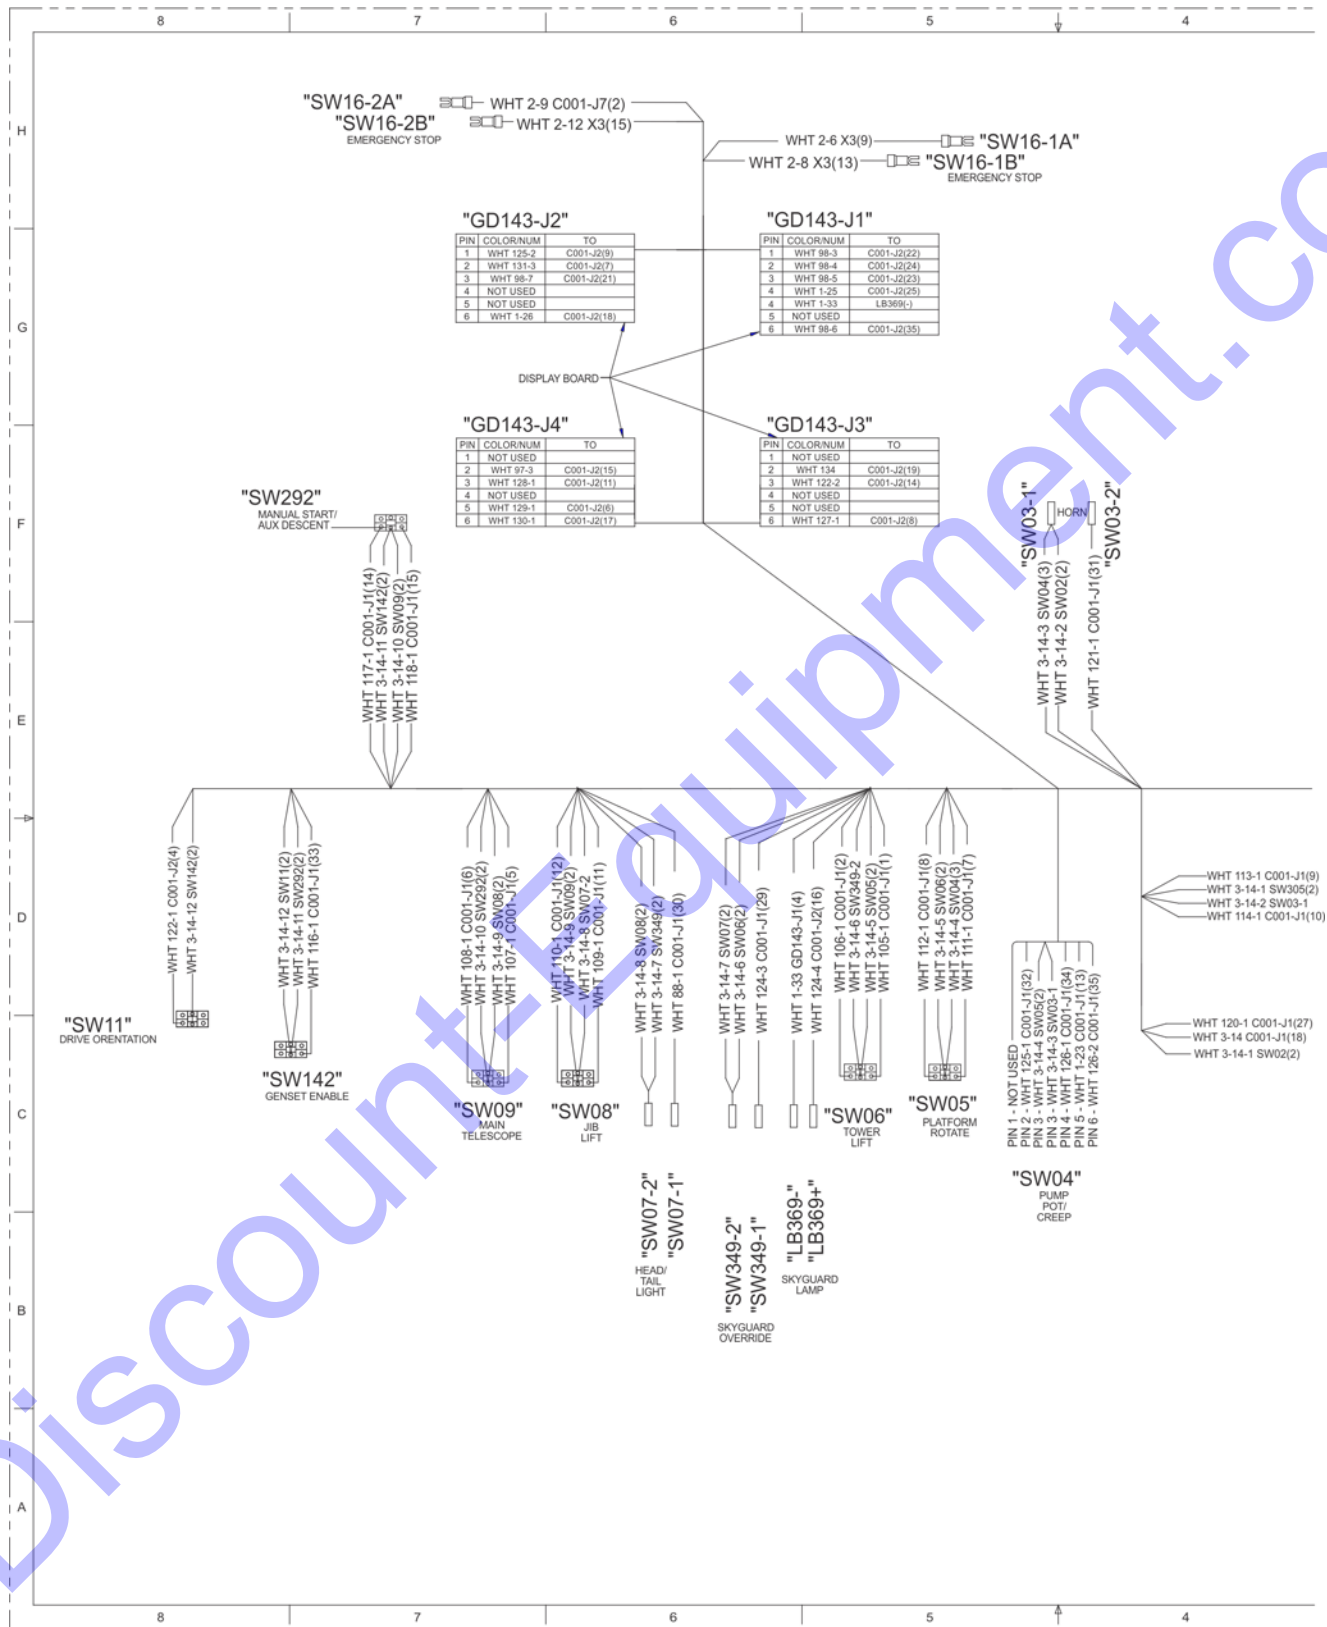 8 7 6 5 4
H
"SW16-2A"
WHT 2-9 C001-J7(2)
"SW16-2B"
WHT 2-12 X3(15)
EMERGENCY STOP
WHT 2-6 X3(9)
"SW16-1A"
WHT 2-8 X3(13)
"SW16-1B"
EMERGENCY STOP
G
"GD143-J2"
PIN COLOR/NUM TO
1 WHT 125-2 C001-J2(9)
2 WHT 131-3 C001-J2(7)
3 WHT 98-7 C001-J2(21)
4 NOT USED
5 NOT USED
6 WHT 1-26 C001-J2(18)
"GD143-J1"
PIN COLOR/NUM TO
1 WHT 98-3 C001-J2(22)
2 WHT 98-4 C001-J2(24)
3 WHT 98-5 C001-J2(23)
4 WHT 1-25 C001-J2(25)
4 WHT 1-33 LB369(-)
5 NOT USED
6 WHT 98-6 C001-J2(35)
DISPLAY BOARD
F
"GD143-J4"
PIN COLOR/NUM TO
1 NOT USED
2 WHT 97-3 C001-J2(15)
3 WHT 128-1 C001-J2(11)
4 NOT USED
5 WHT 129-1 C001-J2(6)
6 WHT 130-1 C001-J2(17)
"GD143-J3"
PIN COLOR/NUM TO
1 NOT USED
2 WHT 134 C001-J2(19)
3 WHT 122-2 C001-J2(14)
4 NOT USED
5 NOT USED
6 WHT 127-1 C001-J2(8)
"SW292"
MANUAL START/
AUX DESCENT
WHT 117-1 C001-J1(14)
WHT 3-14-11 SW142(2)
WHT 3-14-10 SW09(2)
WHT 118-1 C001-J1(15)
"SW03-1"
HORN
"SW03-2"
WHT 3-14-3 SW04(3)
WHT 3-14-2 SW02(2)
WHT 121-1 C001-J1(31)
E
D
WHT 122-1 C001-J2(4)
WHT 3-14-12 SW142(2)
"SW11"
DRIVE ORENTATION
WHT 3-14-12 SW11(2)
WHT 3-14-11 SW292(2)
WHT 116-1 C001-J1(33)
"SW142"
GENSET ENABLE
WHT 108-1 C001-J1(6)
WHT 3-14-10 SW292(2)
WHT 3-14-9 SW08(2)
WHT 107-1 C001-J1(5)
"SW09"
MAIN
TELESCOPE
WHT 110-1 C001-J1(12)
WHT 3-14-9 SW09(2)
WHT 3-14-8 SW07-2
WHT 109-1 C001-J1(11)
"SW08"
JIB
LIFT
WHT 3-14-8 SW08(2)
WHT 3-14-7 SW349(2)
WHT 88-1 C001-J1(30)
"SW07-2"
"SW07-1"
HEAD/
TAIL
LIGHT
WHT 3-14-7 SW07(2)
WHT 3-14-6 SW06(2)
WHT 124-3 C001-J1(29)
"SW349-2"
"SW349-1"
SKYGUARD
OVERRIDE
WHT 1-33 GD143-J1(4)
WHT 124-4 C001-J2(16)
"LB369-"
"LB369+"
SKYGUARD
LAMP
WHT 106-1 C001-J1(2)
WHT 3-14-6 SW349-2
WHT 3-14-5 SW05(2)
WHT 105-1 C001-J1(1)
"SW06"
TOWER
LIFT
WHT 112-1 C001-J1(8)
WHT 3-14-5 SW06(2)
WHT 3-14-4 SW04(3)
WHT 111-1 C001-J1(7)
"SW05"
PLATFORM
ROTATE
PIN 1 - NOT USED
PIN 2 - WHT 125-1 C001-J1(32)
PIN 3 - WHT 3-14-4 SW05(2)
PIN 3 - WHT 3-14-3 SW03-1
PIN 4 - WHT 126-1 C001-J1(34)
PIN 5 - WHT 1-23 C001-J1(13)
PIN 6 - WHT 126-2 C001-J1(35)
"SW04"
PUMP
POT/
CREEP
WHT 113-1 C001-J1(9)
WHT 3-14-1 SW305(2)
WHT 3-14-2 SW03-1
WHT 114-1 C001-J1(10)
WHT 120-1 C001-J1(27)
WHT 3-14 C001-J1(18)
WHT 3-14-1 SW02(2)
C
B
A
8 7 6 5 4
Discount-Equipment.co